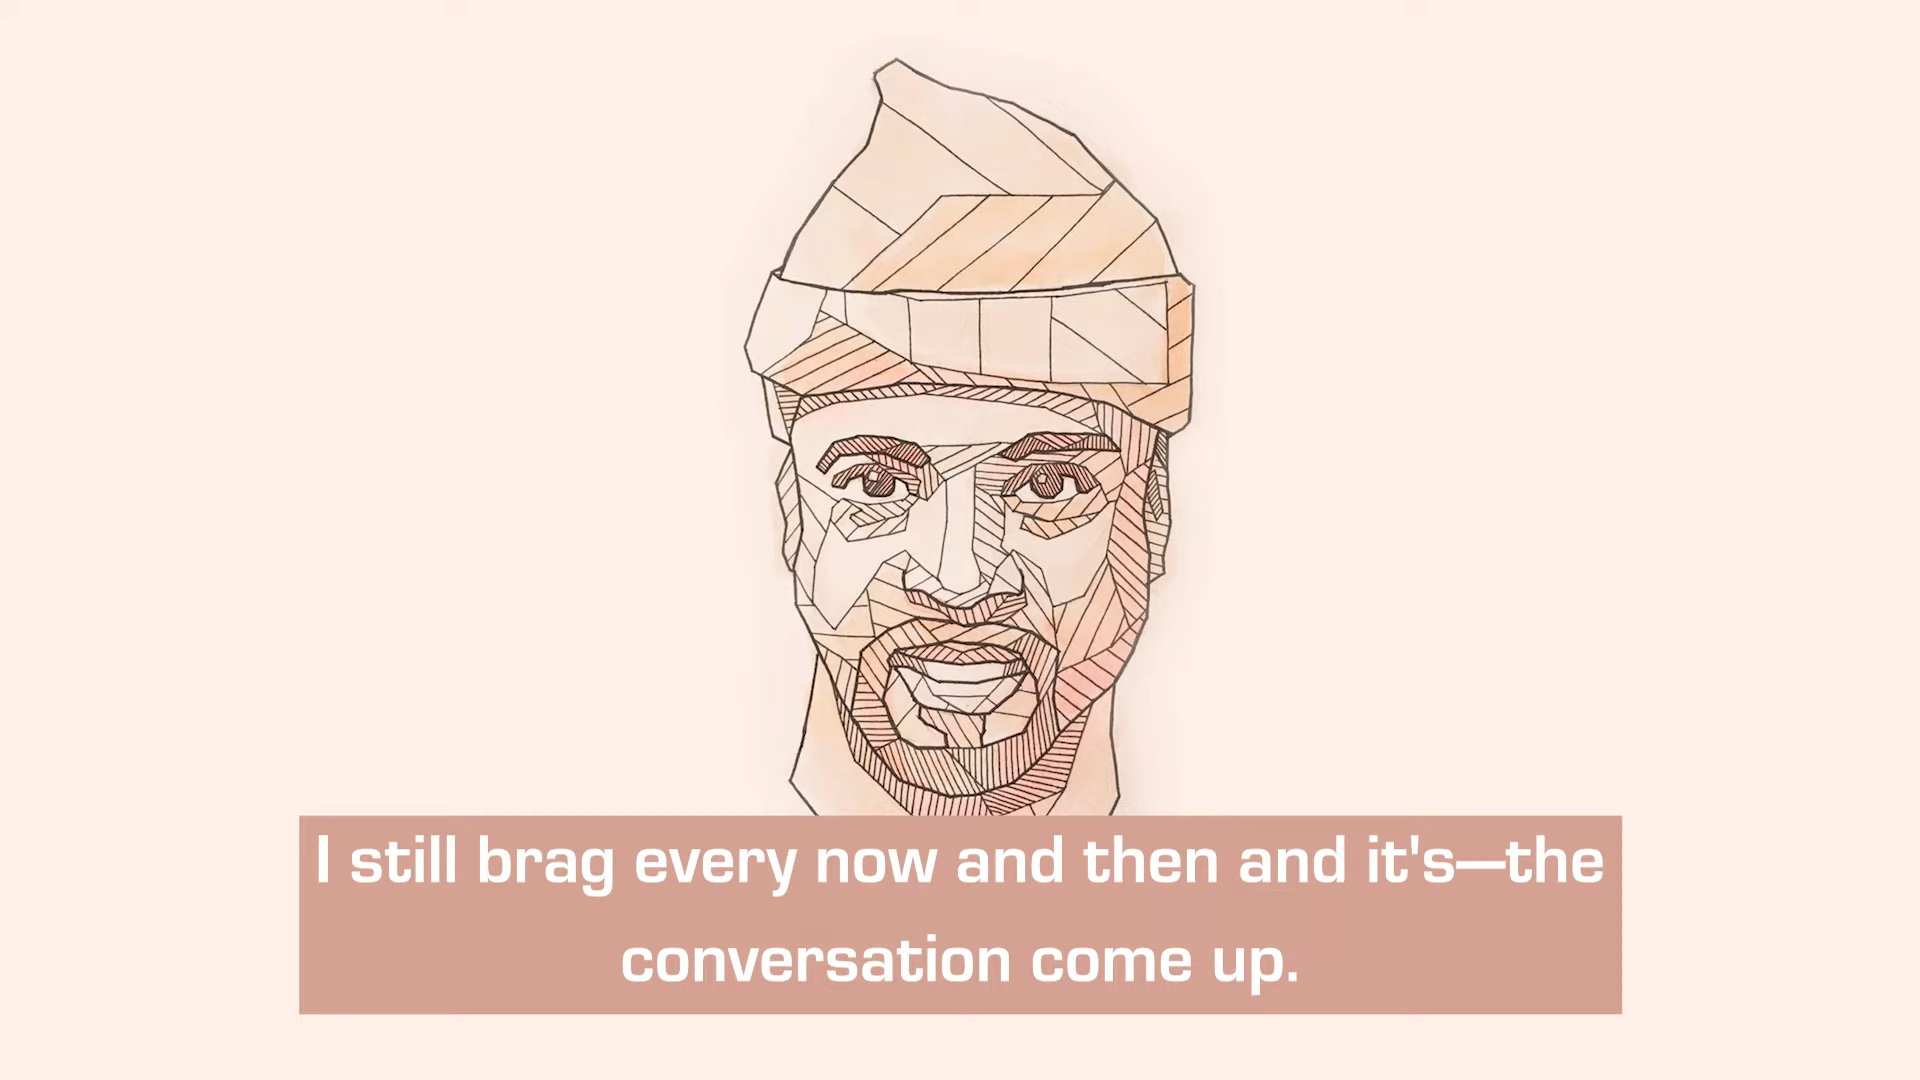 I still brag every now and then and it's—the
conversation come up.